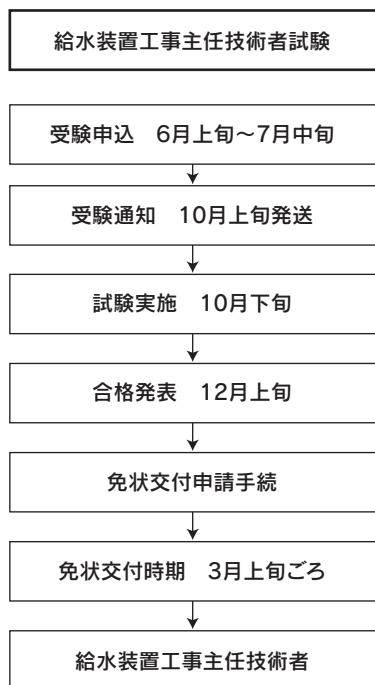 給水装置工事主任技術者試験
受験申込　6月上旬～7月中旬
受験通知　10月上旬発送
試験実施　10月下旬
合格発表　12月上旬
免状交付申請手続
免状交付時期　3月上旬ごろ
給水装置工事主任技術者